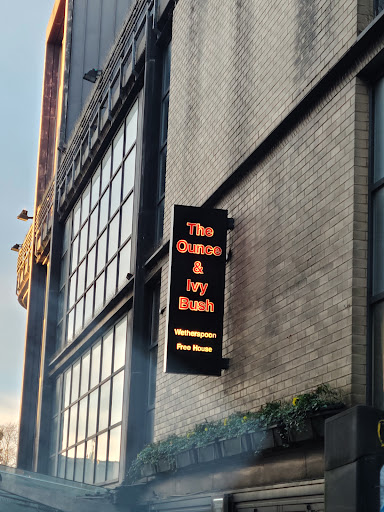 The
Ounce
&
Ivy
Bush
Wetherspoon
Free House